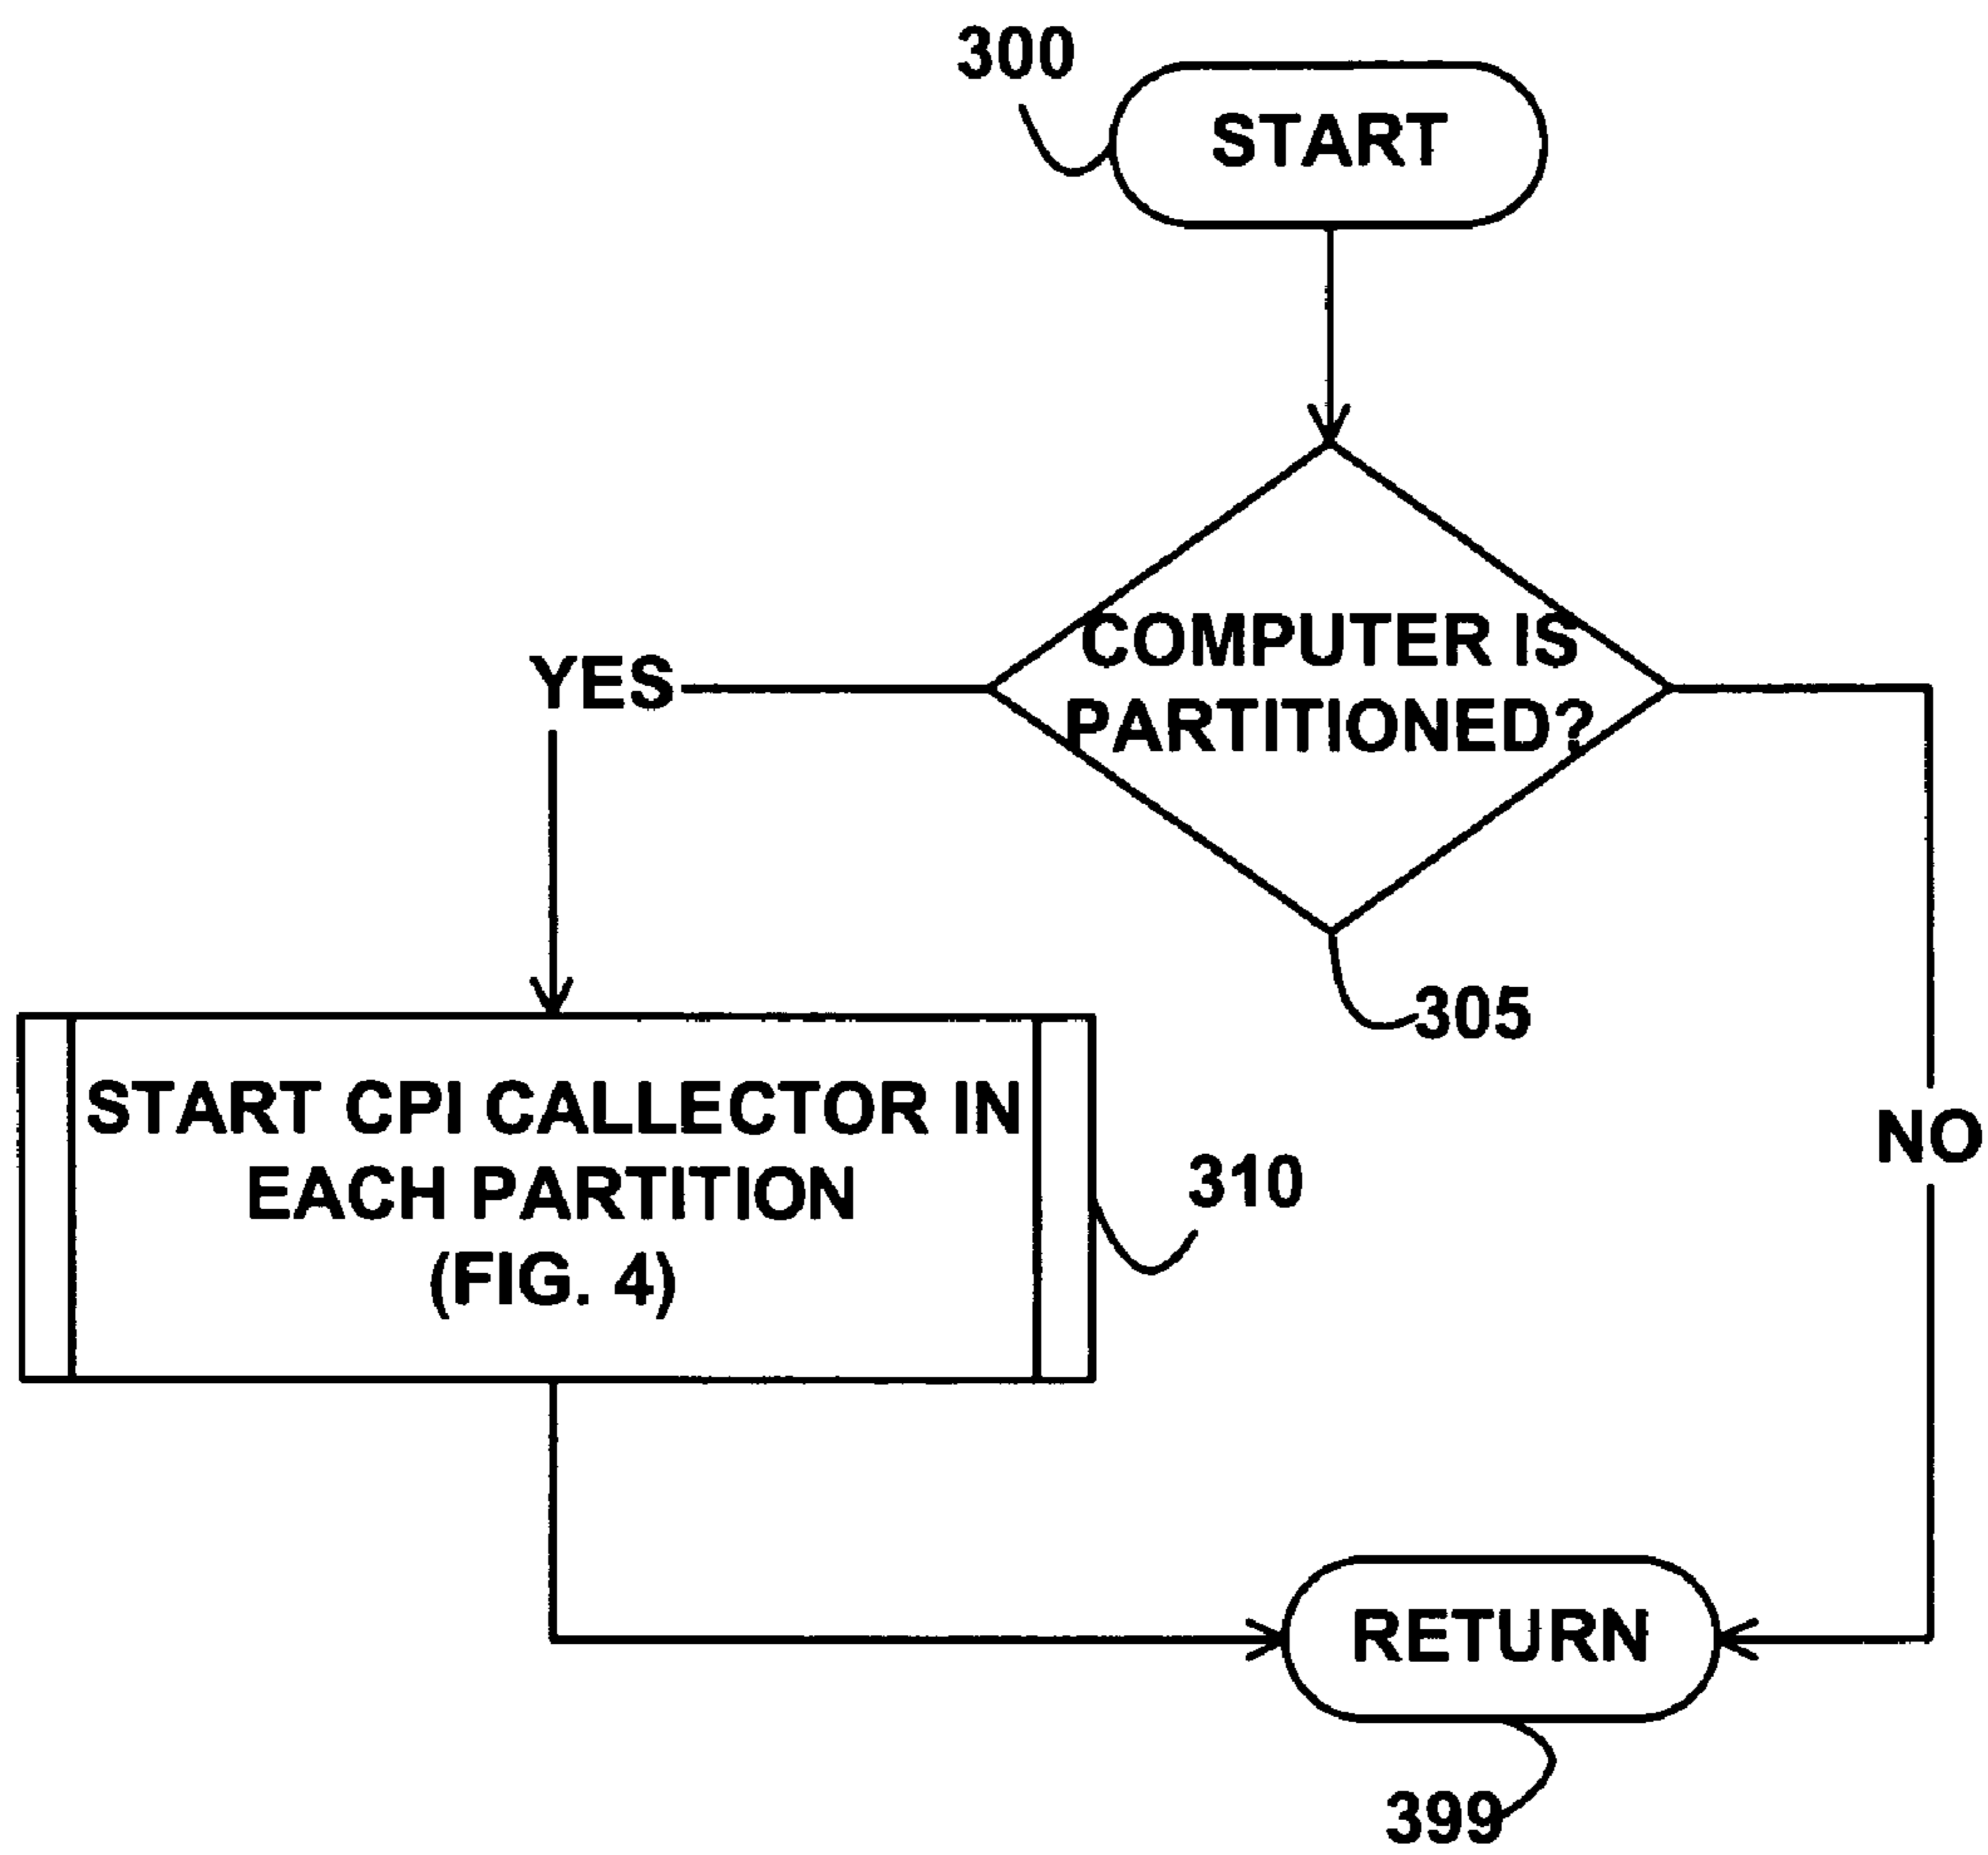 300
START
COMPUTER IS
PARTITIONED?
YES
305
START CPI CALLECTOR IN
EACH PARTITION
(FIG. 4)
310
NO
RETURN
399